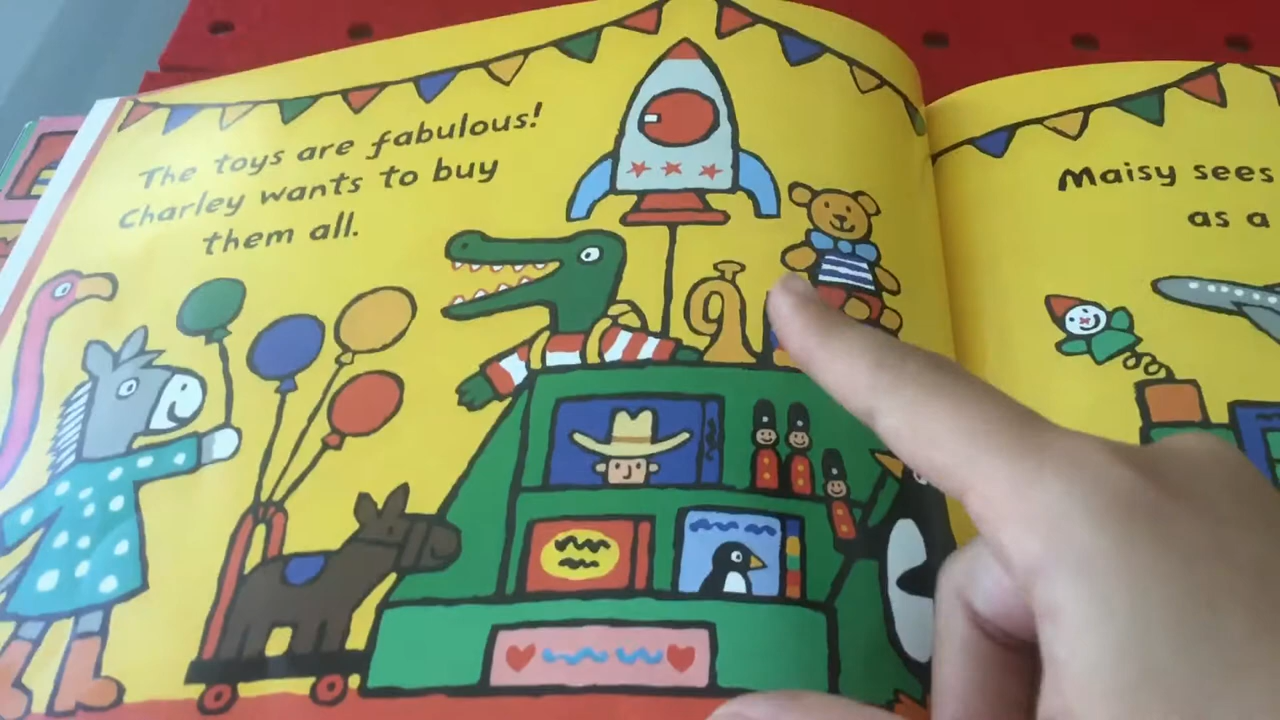 The toys are fabulous!
Charley wants to buy
them all.
Maisy sees
as a